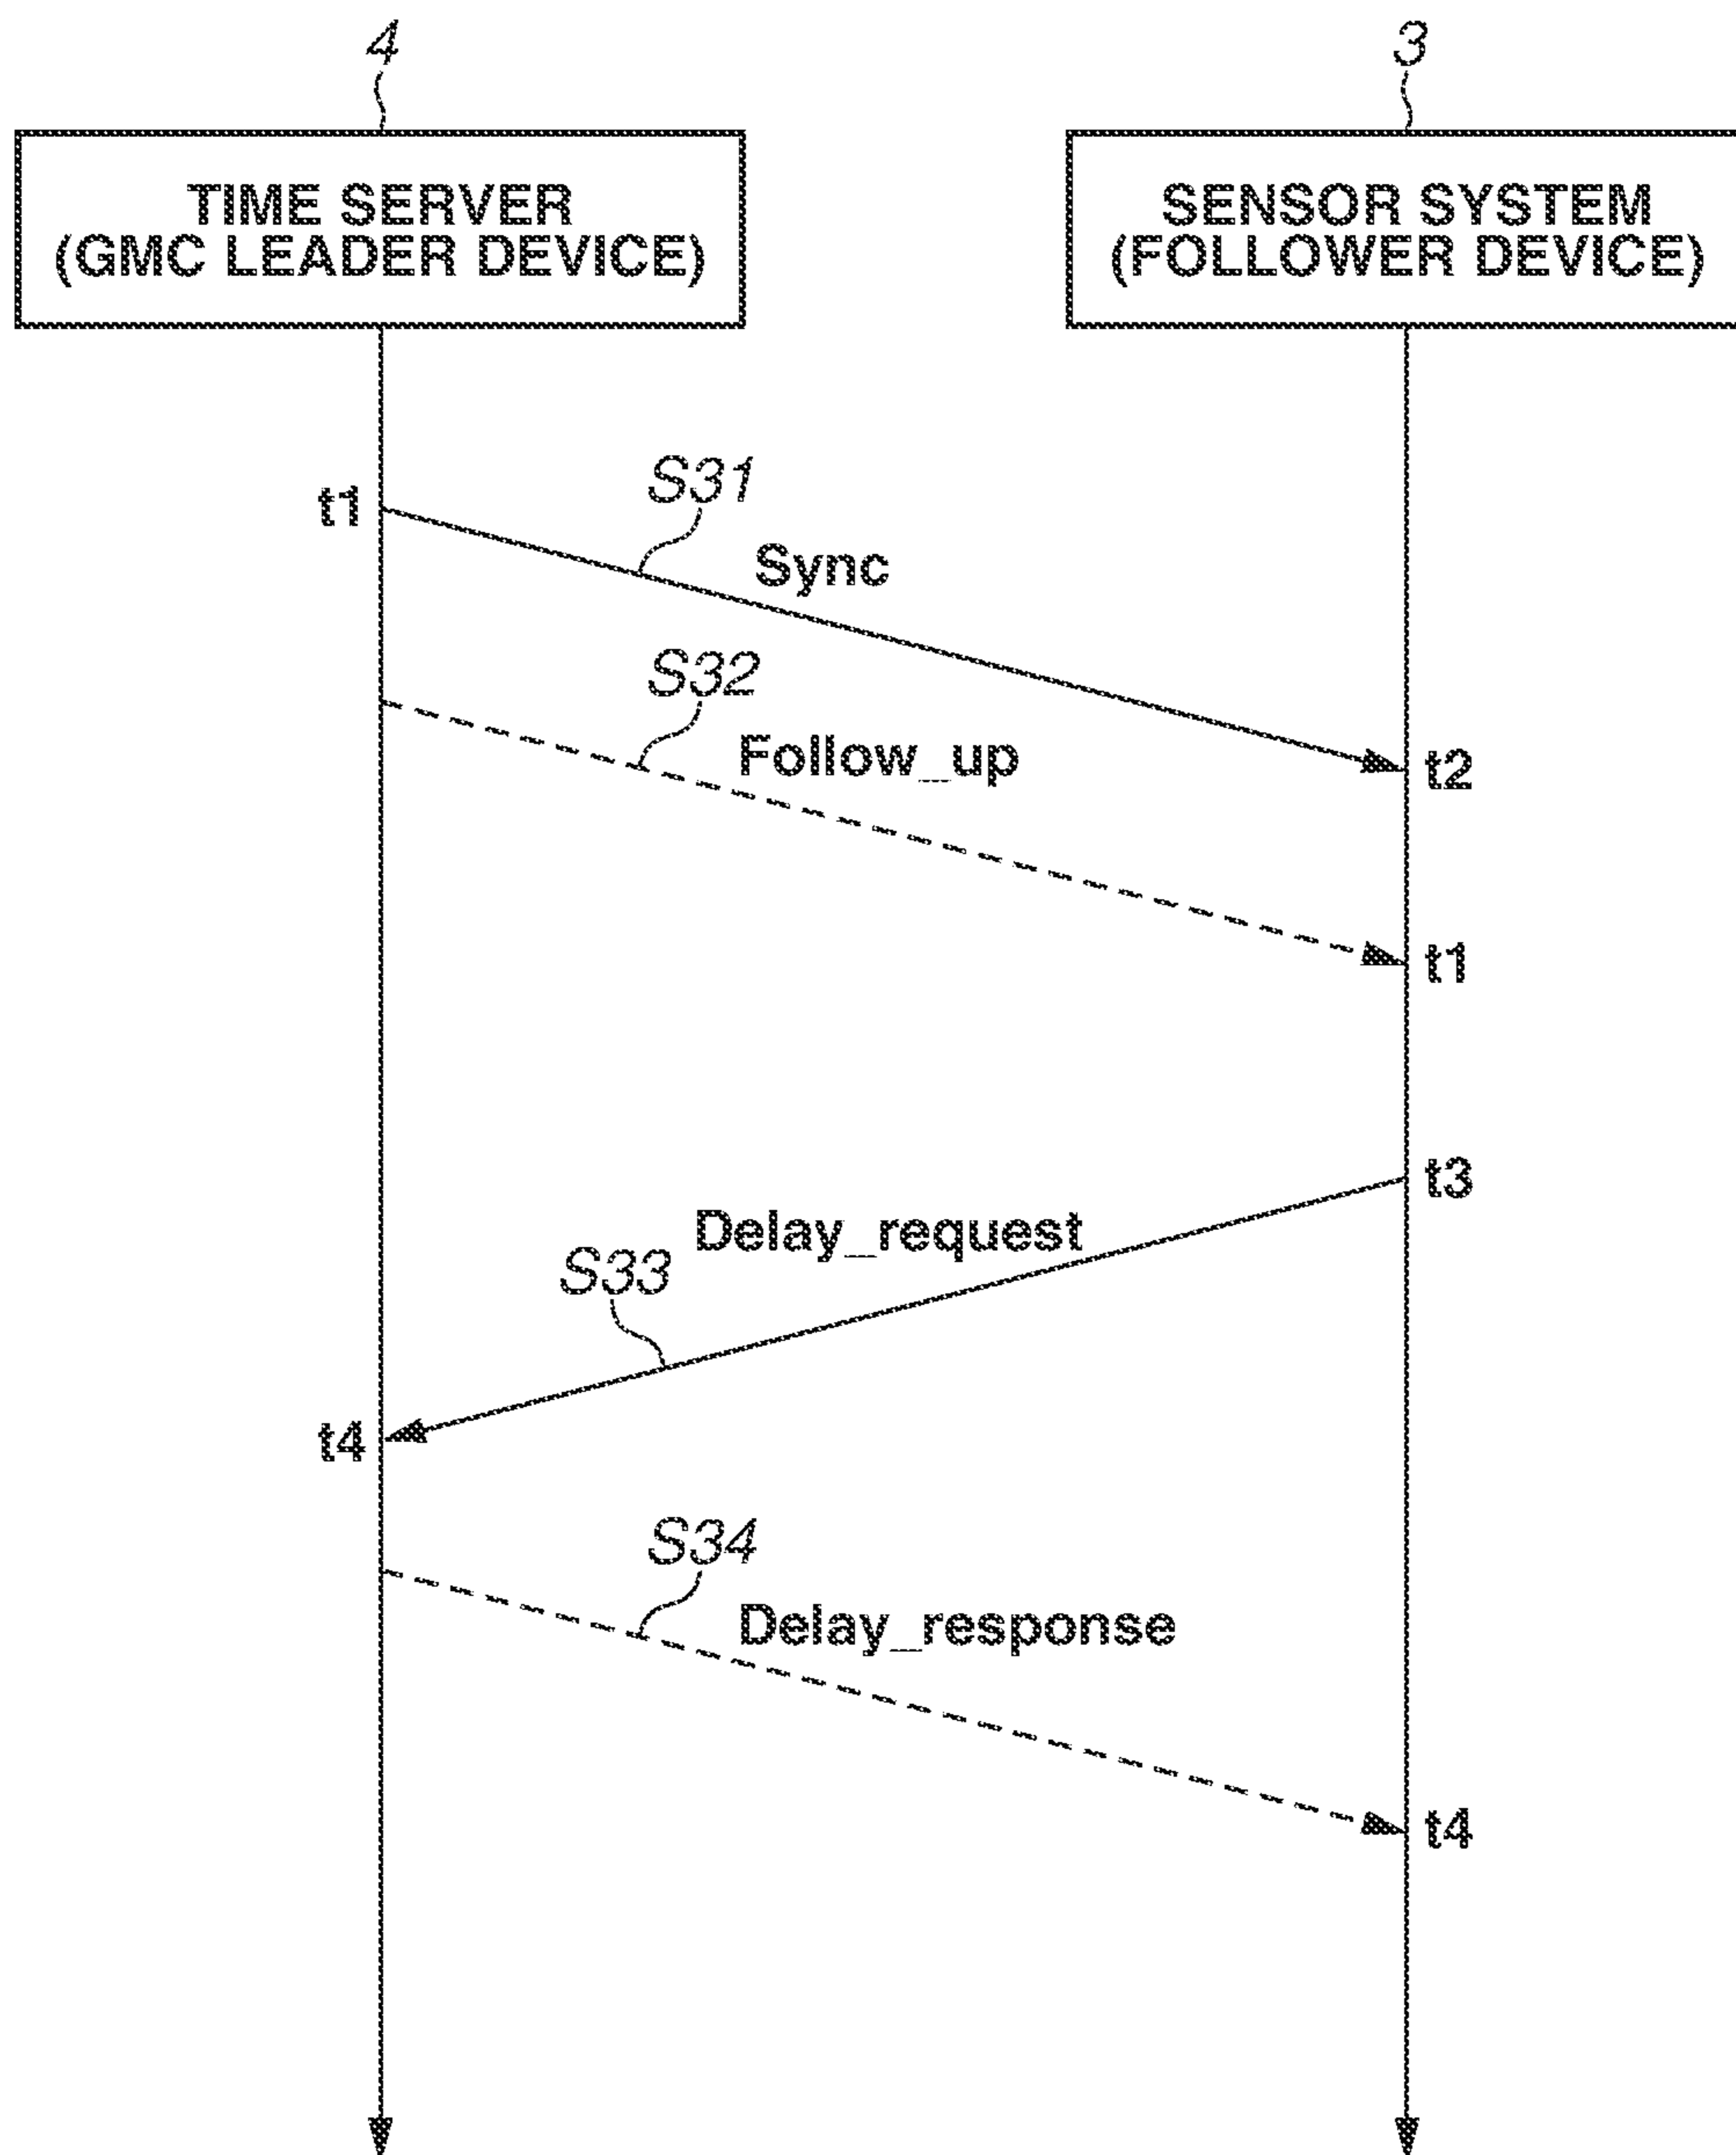 4
3
TIME SERVER
(GMC LEADER DEVICE)
SENSOR SYSTEM
(FOLLOWER DEVICE)
S31
t1
Sync
S32
Follow_up
t2
t1
t3
Delay_request
S33
t4
S34
Delay_response
t4